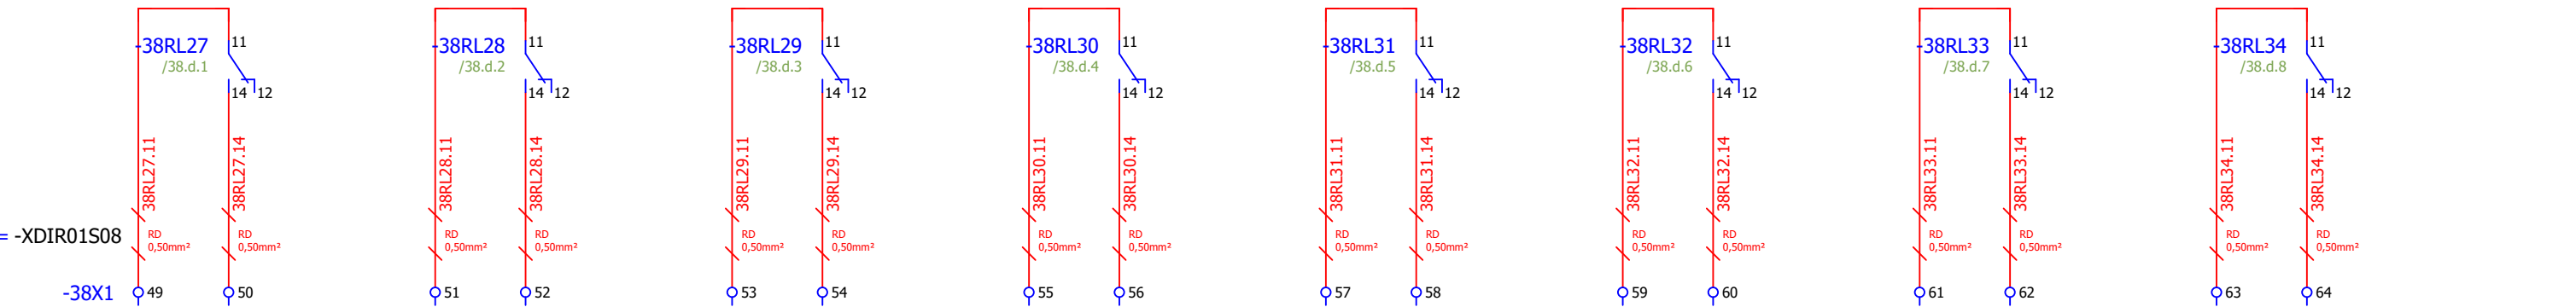 -38RL27 11 -38RL28 11 -38RL29 11 -38RL30 11 -38RL31 11 -38RL32 11 -38RL33 11 -38RL34 11
/38.d.1 /38.d.2 /38.d.3 /38.d.4 /38.d.5 /38.d.6 /38.d.7 /38.d.8
14 12 14 12 14 12 14 12 14 12 14 12 14 12 14 12
38RL27.11 38RL27.14 38RL28.11 38RL28.14 38RL29.11 38RL29.14 38RL30.11 38RL30.14 38RL31.11 38RL31.14 38RL32.11 38RL32.14 38RL33.11 38RL33.14 38RL34.11 38RL34.14
RD RD RD RD RD RD RD RD RD RD RD RD RD RD RD RD
= -XDIR01S08
0,50mm² 0,50mm² 0,50mm² 0,50mm² 0,50mm² 0,50mm² 0,50mm² 0,50mm² 0,50mm² 0,50mm² 0,50mm² 0,50mm² 0,50mm² 0,50mm² 0,50mm² 0,50mm²
-38X1 49 50 51 52 53 54 55 56 57 58 59 60 61 62 63 64